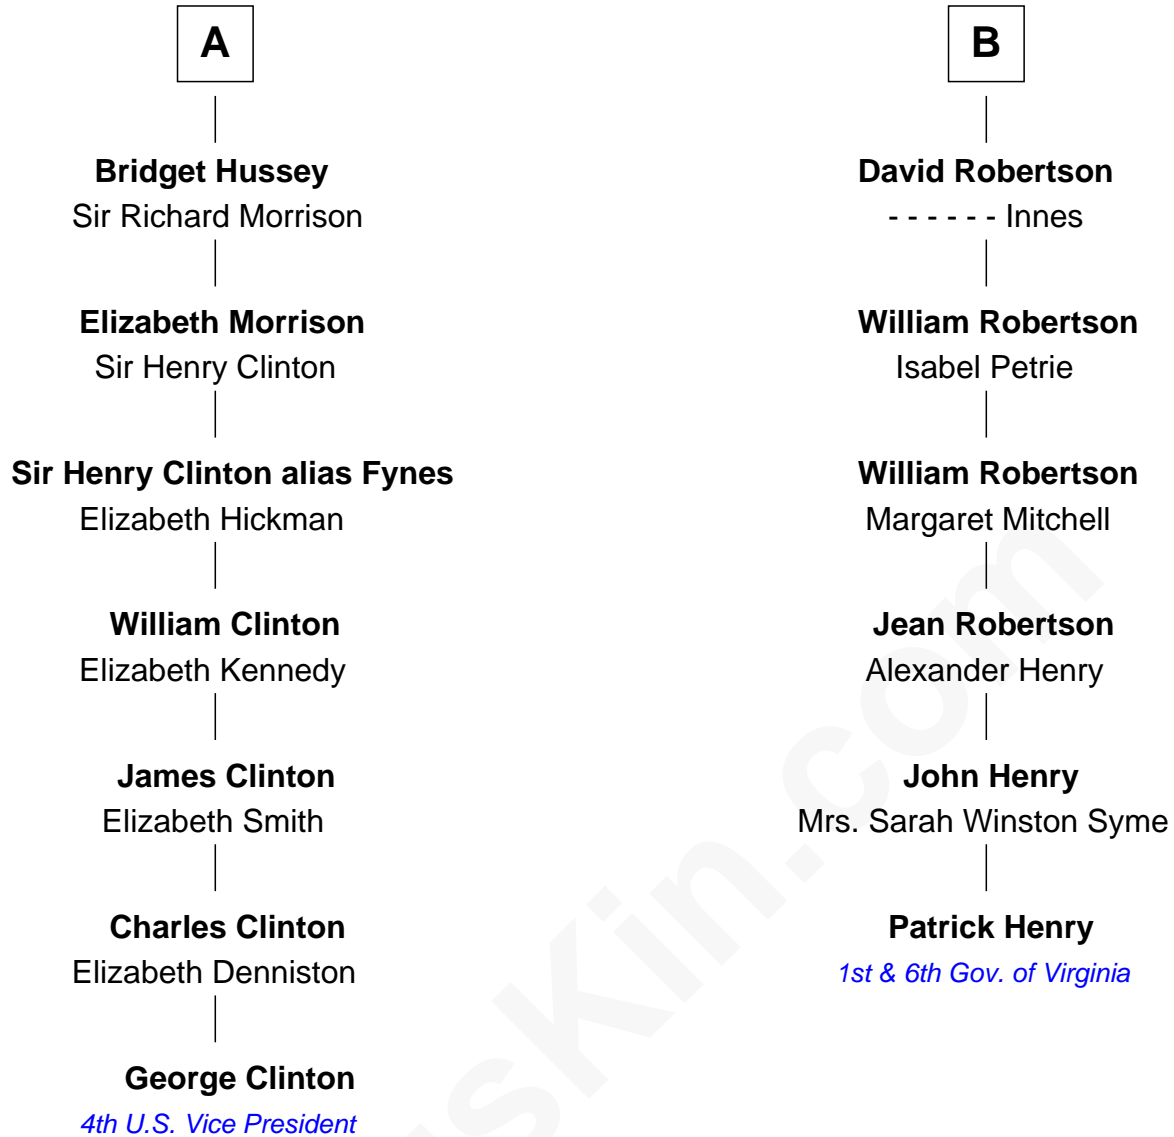 A
Bridget Hussey
Sir Richard Morrison
Elizabeth Morrison
Sir Henry Clinton
Sir Henry Clinton alias Fynes
Elizabeth Hickman
William Clinton
Elizabeth Kennedy
James Clinton
Elizabeth Smith
Charles Clinton
Elizabeth Denniston
George Clinton
4th U.S. Vice President
B
David Robertson
- - - - - - Innes
William Robertson
Isabel Petrie
William Robertson
Margaret Mitchell
Jean Robertson
Alexander Henry
John Henry
Mrs. Sarah Winston Syme
Patrick Henry
1st & 6th Gov. of Virginia
usKin.com